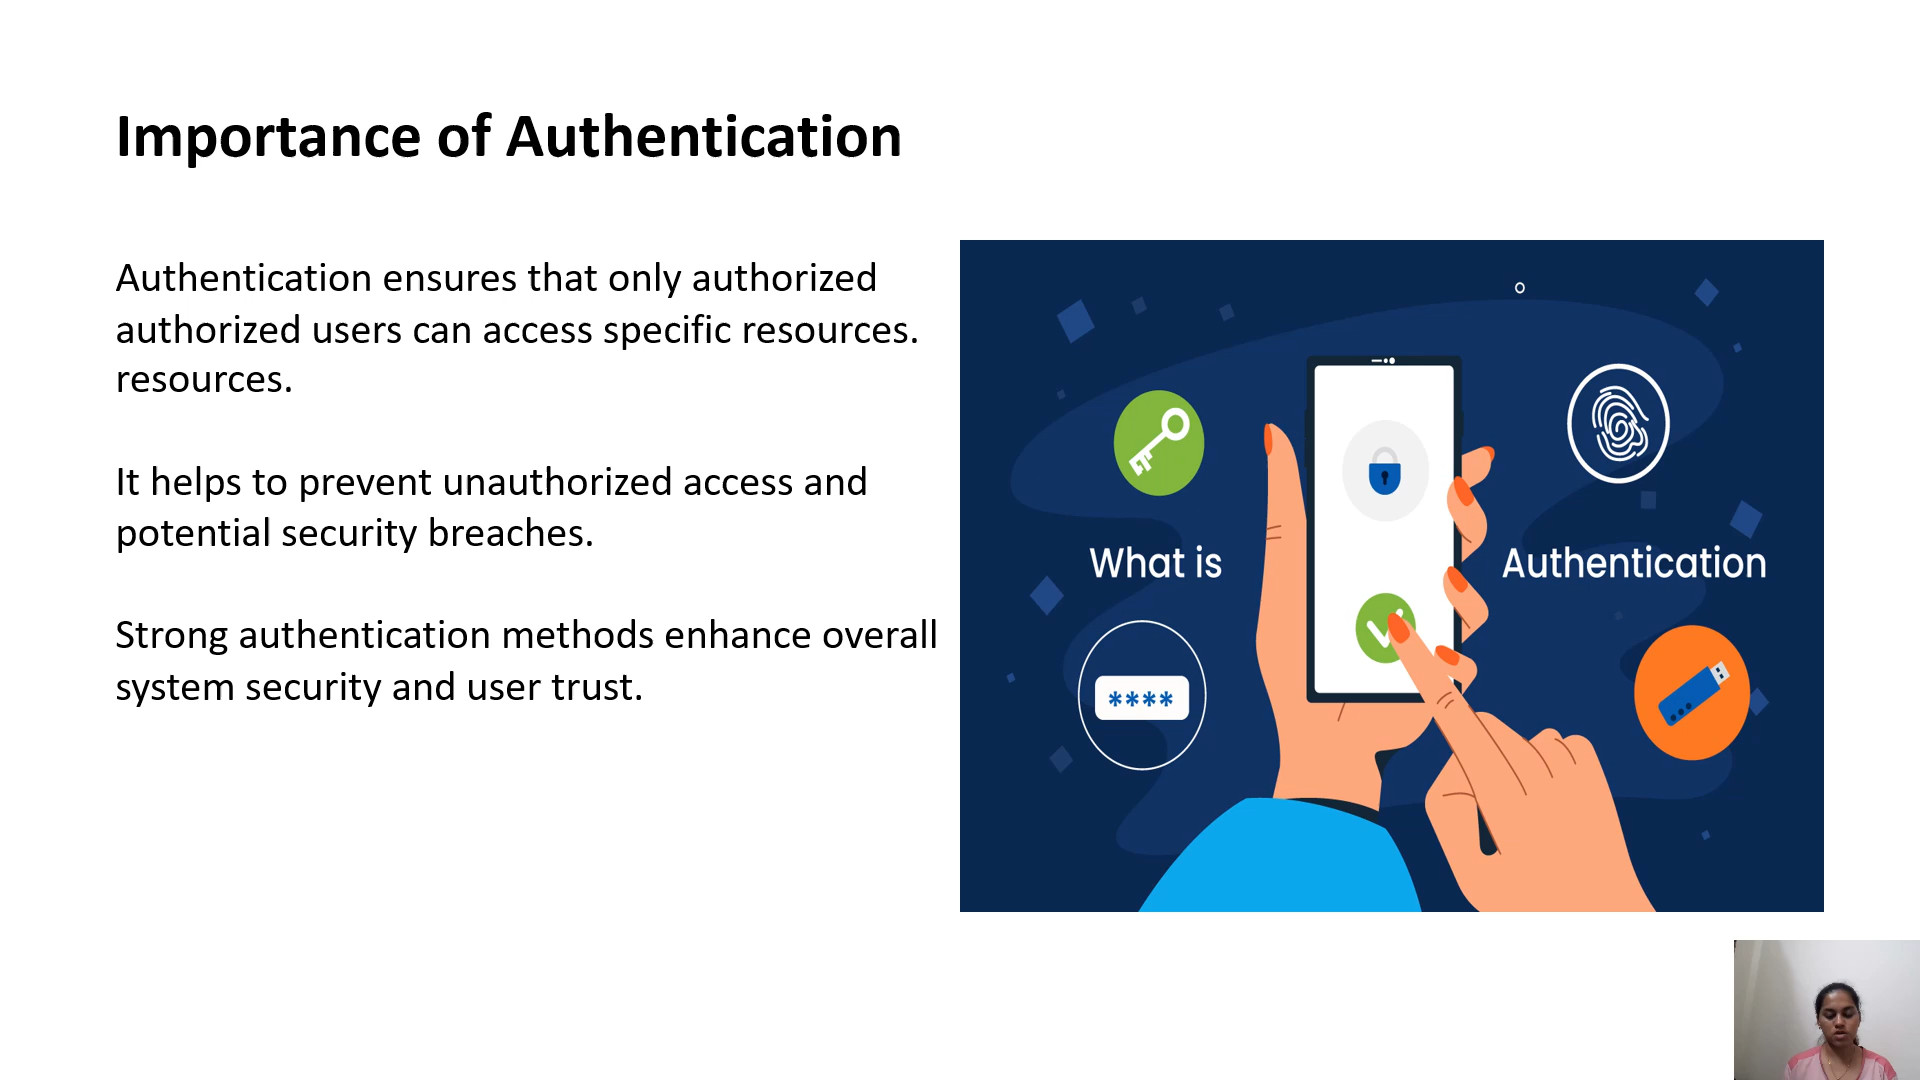 Importance of Authentication
Authentication ensures that only authorized
authorized users can access specific resources.
resources.
It helps to prevent unauthorized access and
potential security breaches.
Strong authentication methods enhance overall
system security and user trust.
What is
Authentication
****